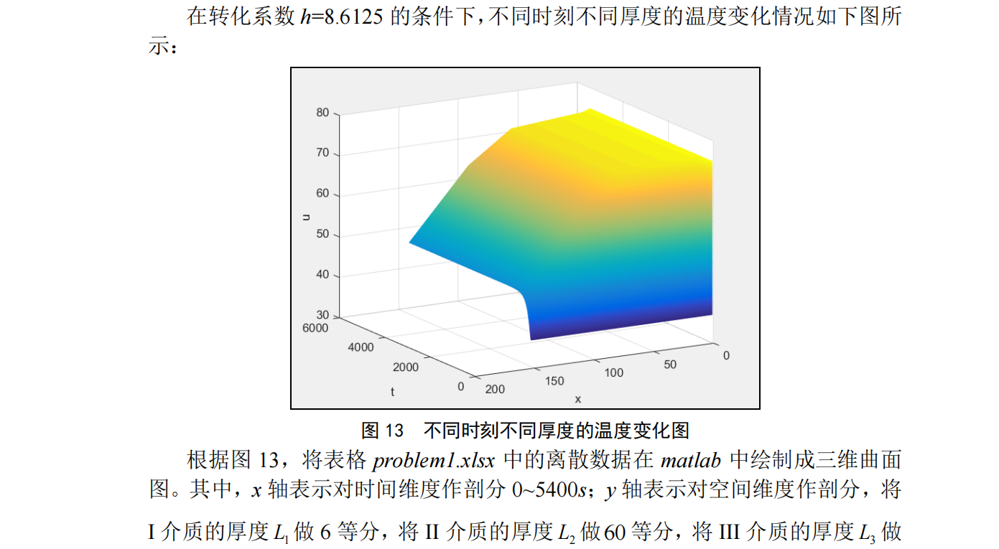 在转化系数 h=8.6125 的条件下，不同时刻不同厚度的温度变化情况如下图所
示：
80
70
60
50
40
30
u
6000
4000
2000
0
t
200
150
100
50
0
x
图 13 不同时刻不同厚度的温度变化图
根据图 13，将表格 problem1.xlsx 中的离散数据在 matlab 中绘制成三维曲面
图。其中，x 轴表示对时间维度作剖分 0~5400s；y 轴表示对空间维度作剖分，将
I 介质的厚度 L₁ 做 6 等分，将 II 介质的厚度 L₂ 做 60 等分，将 III 介质的厚度 L₃ 做